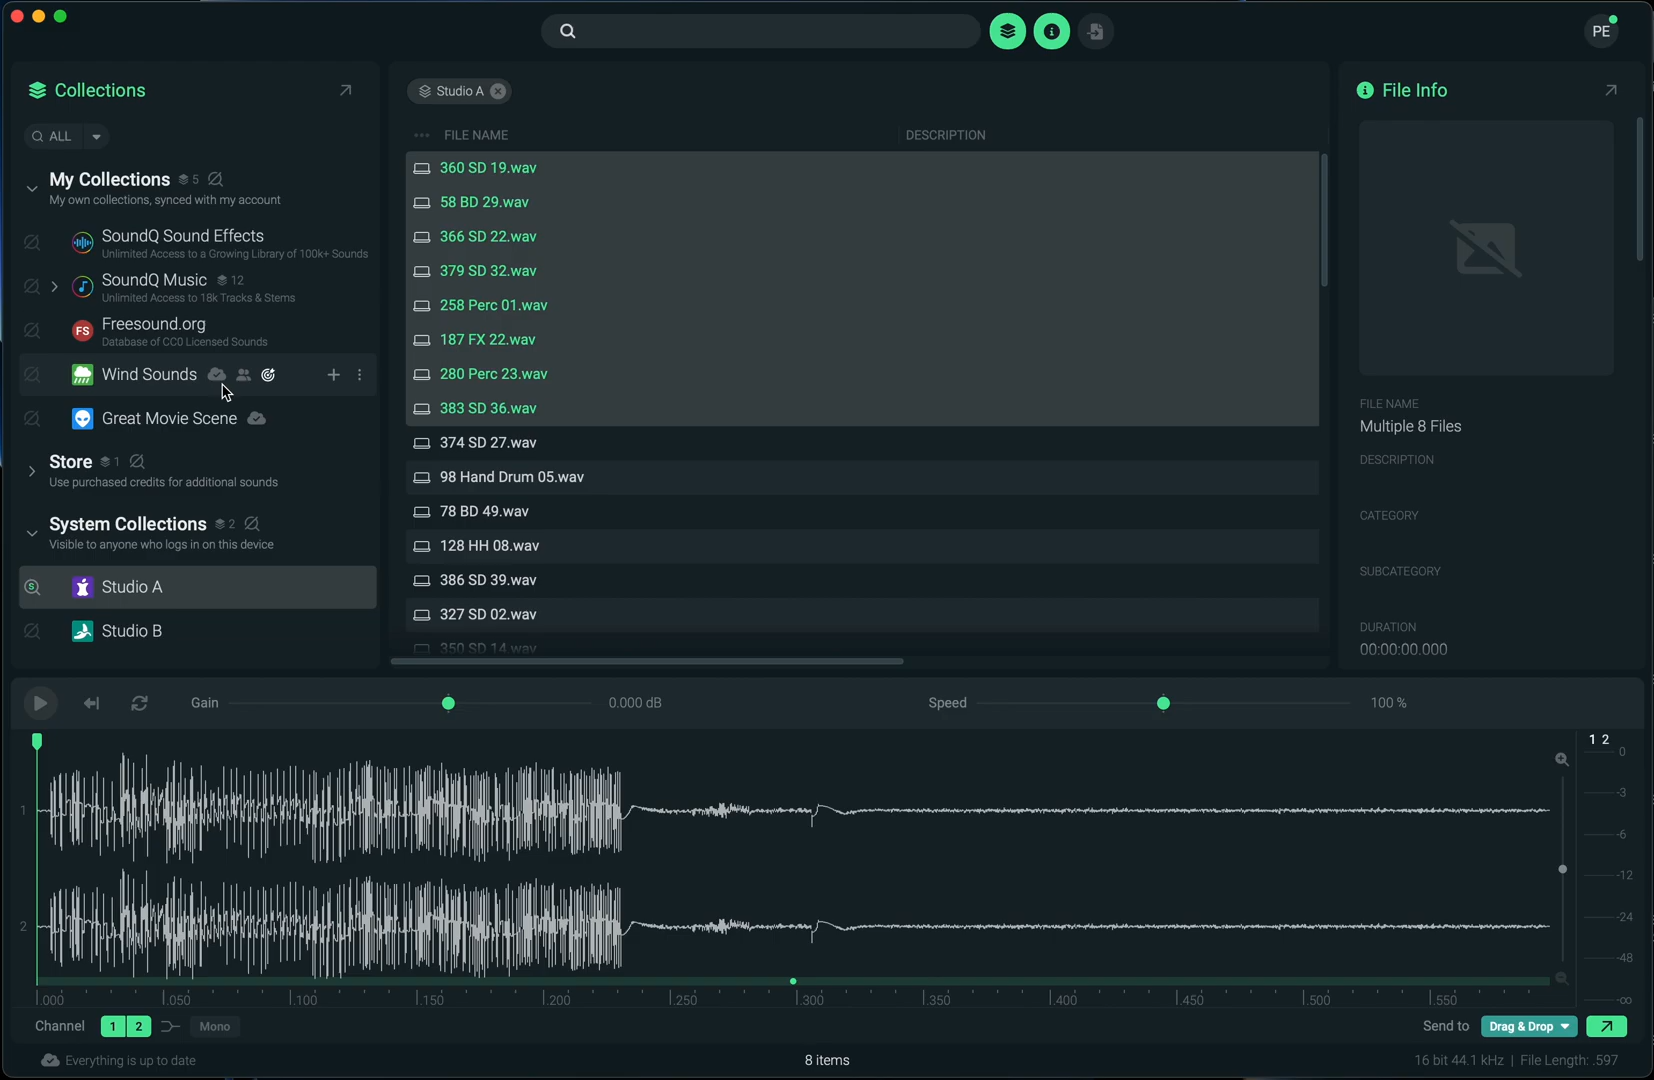 PE
Collections
ALL
My Collections 5
My own collections, synced with my account
SoundQ Sound Effects
Unlimited Access to a Growing Library of 100k+ Sounds
SoundQ Music 12
Unlimited Access to 18k Tracks & Stems
FS Freesound.org
Database of CC0 Licensed Sounds
Wind Sounds
Great Movie Scene
Store 1
Use purchased credits for additional sounds
System Collections 2
Visible to anyone who logs in on this device
S Studio A
Studio B
Studio A
FILE NAME DESCRIPTION
360 SD 19.wav
58 BD 29.wav
366 SD 22.wav
379 SD 32.wav
258 Perc 01.wav
187 FX 22.wav
280 Perc 23.wav
383 SD 36.wav
374 SD 27.wav
98 Hand Drum 05.wav
78 BD 49.wav
128 HH 08.wav
386 SD 39.wav
327 SD 02.wav
350 SD 14.wav
File Info
FILE NAME
Multiple 8 Files
DESCRIPTION
CATEGORY
SUBCATEGORY
DURATION
00:00:00.000
Gain 0.000 dB Speed 100 %
1 2
0
-3
-6
-12
-24
-48
-∞
1
2
.000 .050 .100 .150 .200 .250 .300 .350 .400 .450 .500 .550
Channel 1 2 Mono Send to Drag & Drop
Everything is up to date 8 items 16 bit 44.1 kHz | File Length: .597